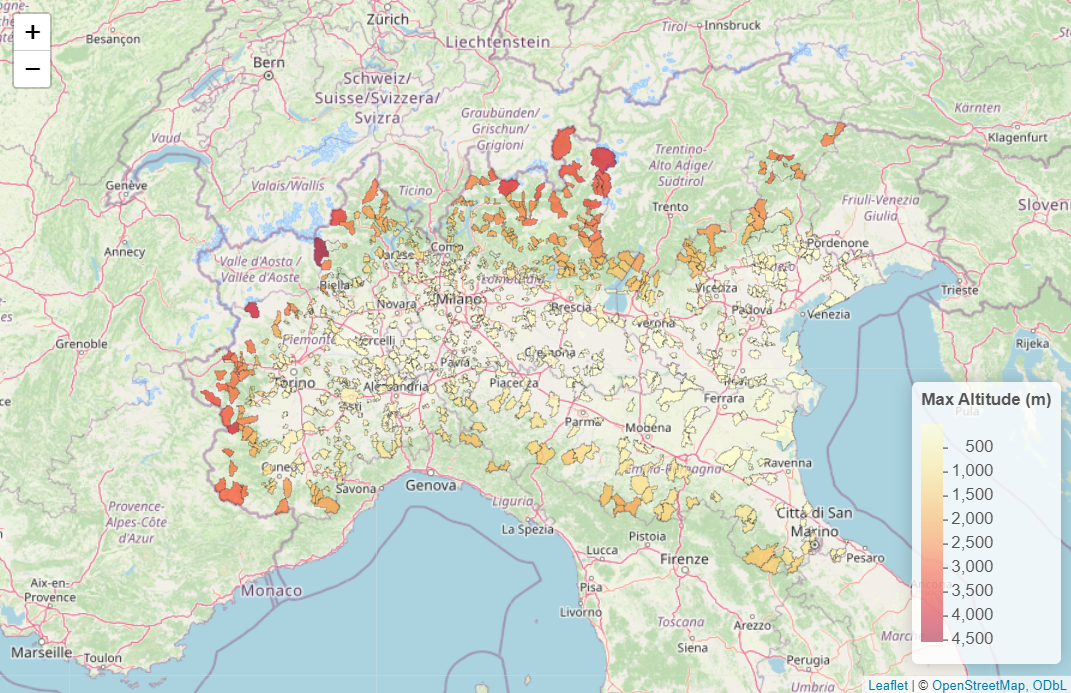 +
−
Besançon
Zürich
Liechtenstein
Tirol
Innsbruck
Bern
Schweiz/
Suisse/Svizzera/
Svizra
Graubünden/
Grischun/
Grigioni
Kärnten
Klagenfurt
Vaud
Trentino-
Alto Adige/
Südtirol
Genève
Valais/Wallis
Ticino
Trento
Friuli-Venezia
Giulia
Annecy
Valle d'Aosta /
Vallée d'Aoste
Como
Varese
Pordenone
Biella
Lombardia
Trieste
Novara
Milano
Brescia
Vicenza
Padova
Venezia
Verona
Grenoble
Piemonte
Rijeka
Pavia
Cremona
Torino
Alessandria
Piacenza
Ferrara
Asti
Parma
Modena
Cuneo
Emilia-Romagna
Ravenna
Savona
Genova
Liguria
Provence-
Alpes-Côte
d'Azur
La Spezia
Pistoia
Città di San
Marino
Lucca
Firenze
Pesaro
Aix-en-
Provence
Monaco
Pisa
Livorno
Toscana
Arezzo
Marseille
Toulon
Siena
Perugia
Umbria
Max Altitude (m)
500
1,000
1,500
2,000
2,500
3,000
3,500
4,000
4,500
Leaflet | © OpenStreetMap, ODbL